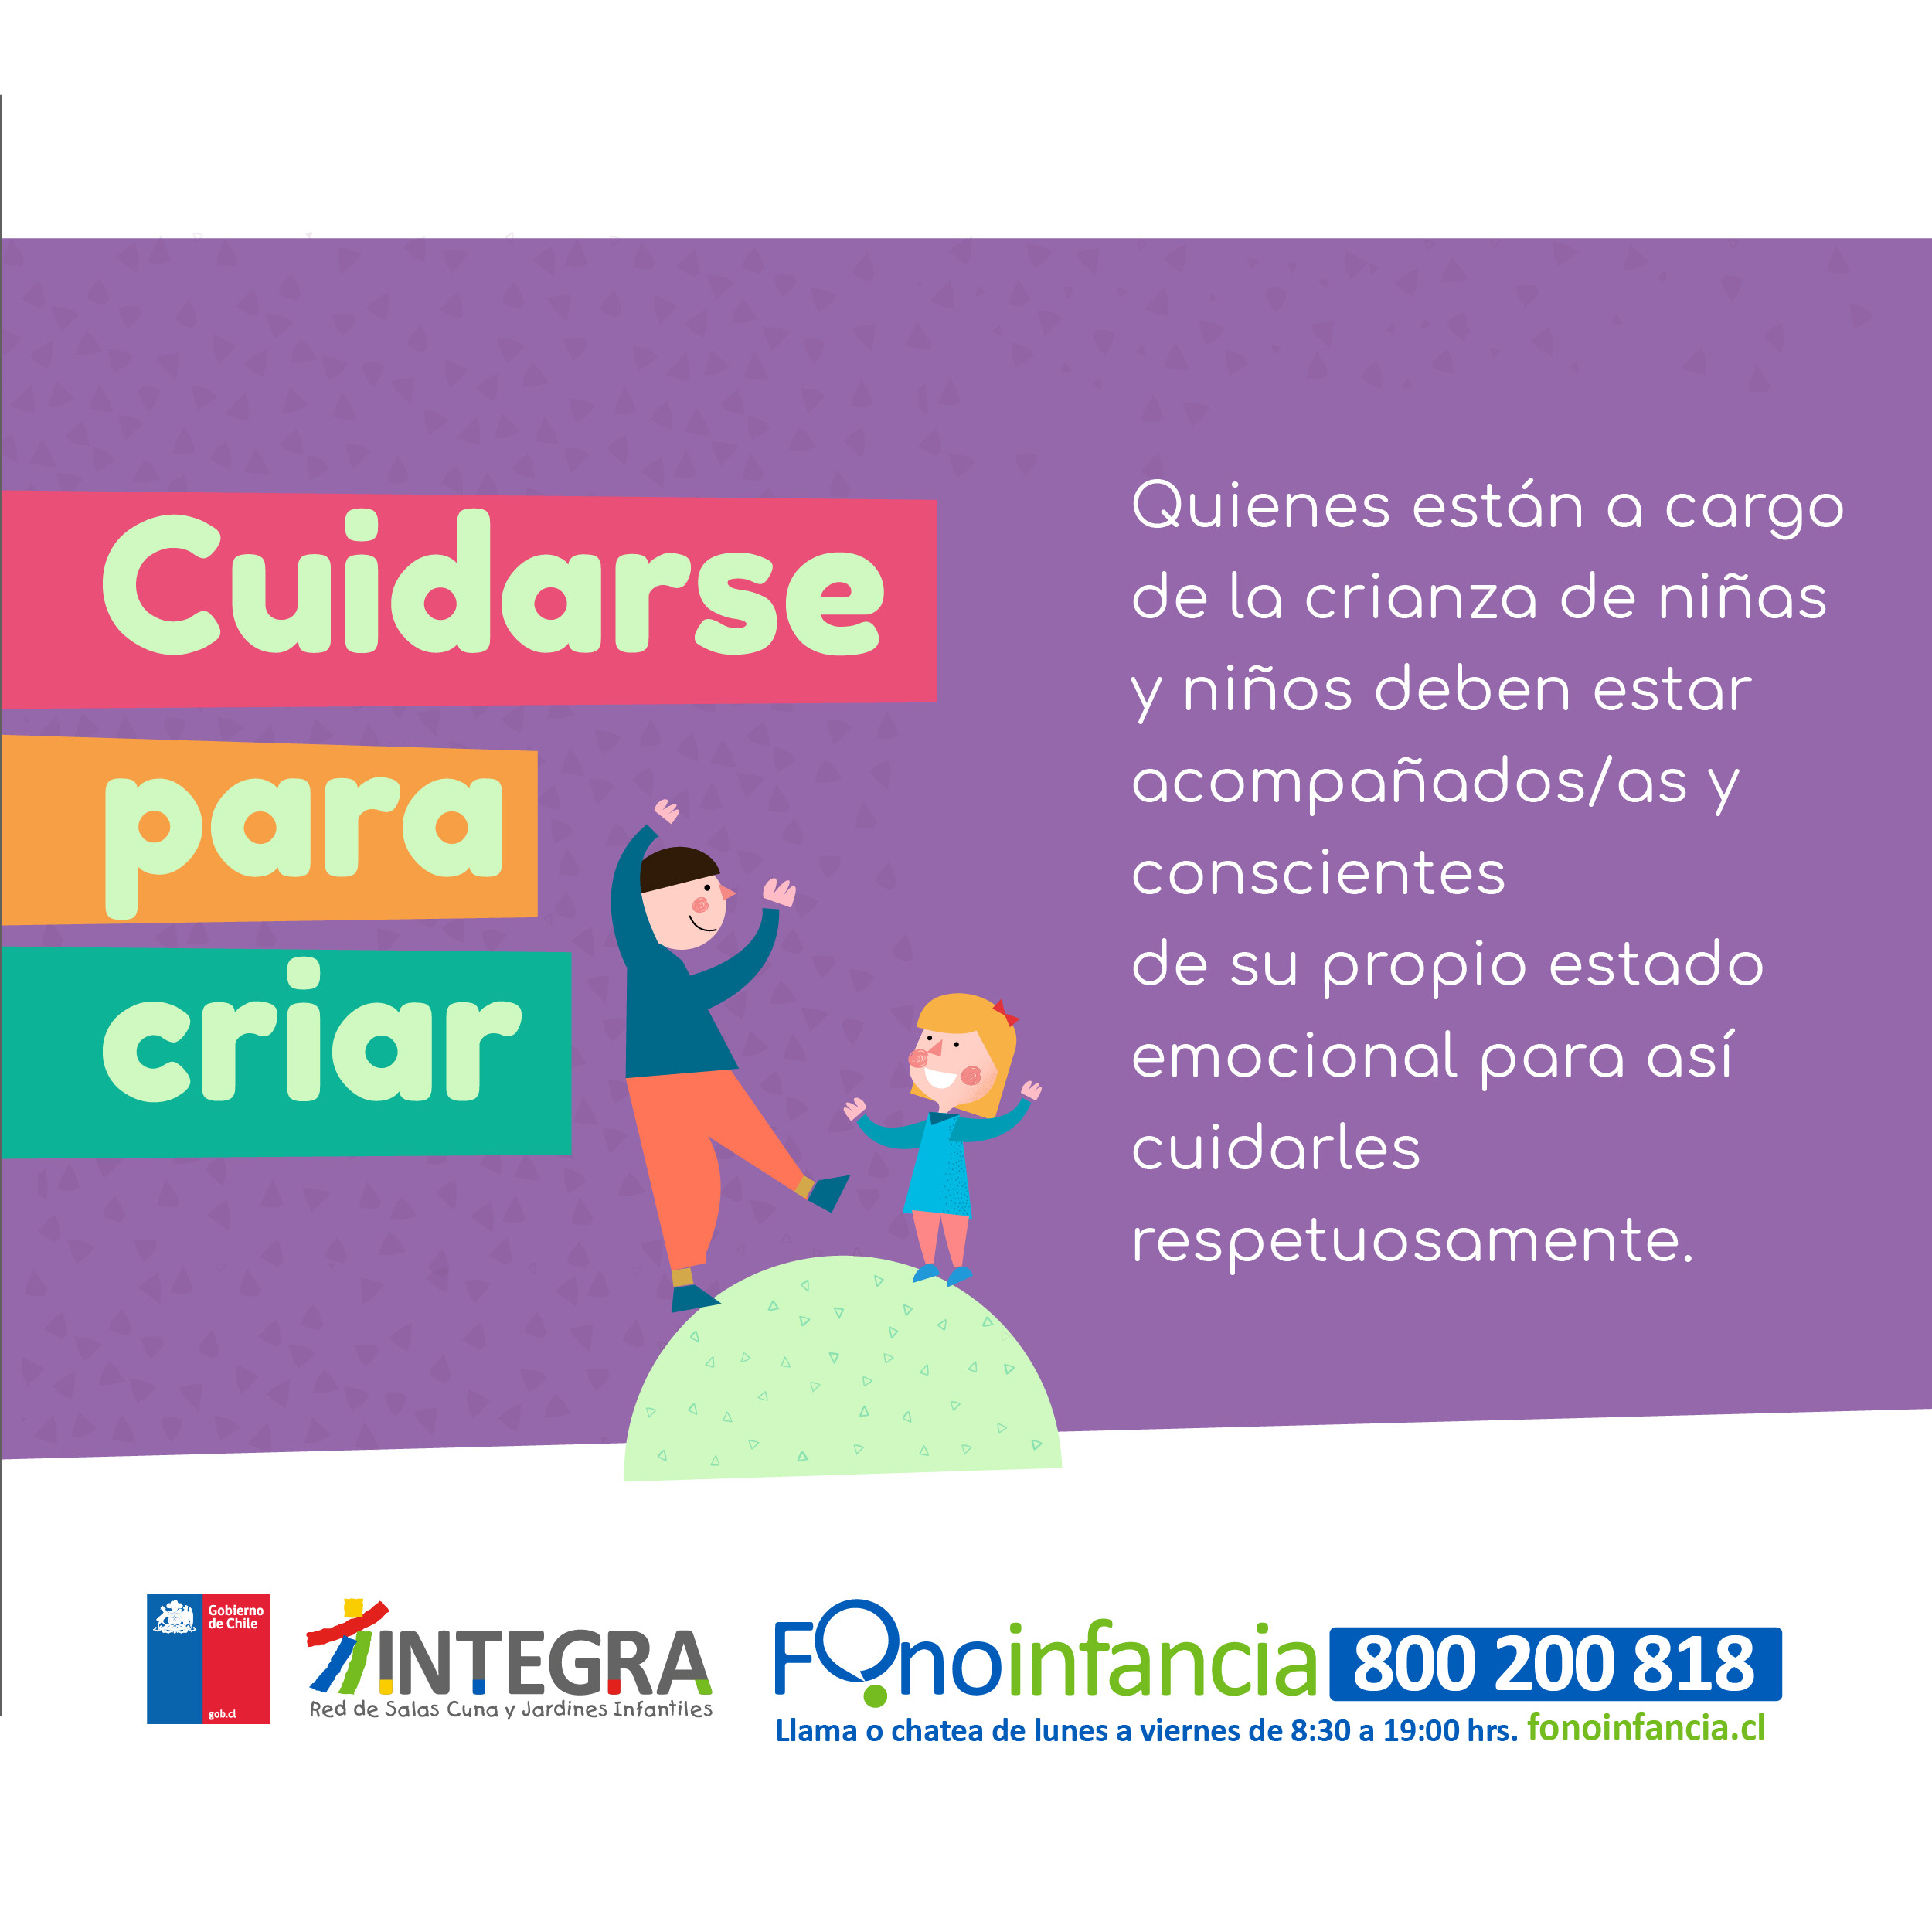 Cuidarse
para
criar
Quienes están a cargo
de la crianza de niñas
y niños deben estar
acompañados/as y
conscientes
de su propio estado
emocional para así
cuidarles
respetuosamente.
Gobierno
de Chile
gob.cl
INTEGRA
Red de Salas Cuna y Jardines Infantiles
Fonoinfancia 800 200 818
Llama o chatea de lunes a viernes de 8:30 a 19:00 hrs. fonoinfancia.cl